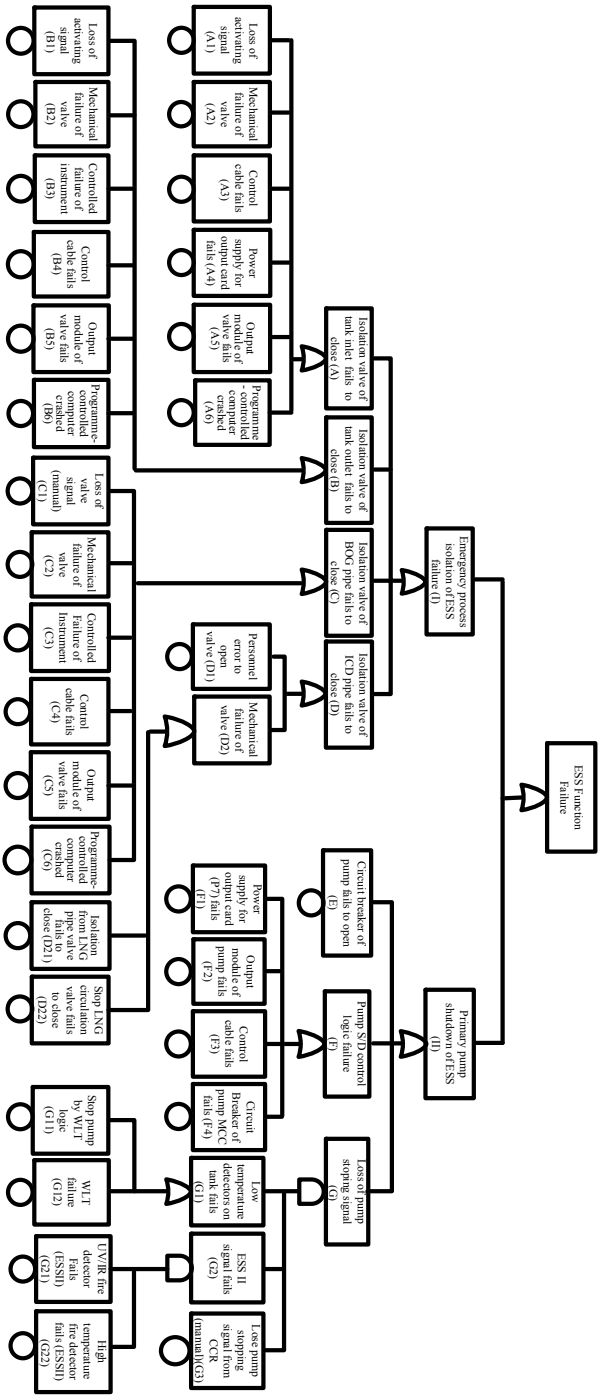 ESS Function
Failure
Emergency process
isolation of ESS
failure (I)
Primary pump
shutdown of ESS
(II)
Isolation valve of
tank inlet fails to
close (A)
Isolation valve of
tank outlet fails to
close (B)
Isolation valve of
BOG pipe fails to
close (C)
Isolation valve of
ICD pipe fails to
close (D)
Circuit breaker of
pump fails to open
(E)
Pump S/D control
logic failure
(F)
Loss of pump
stoping signal
(G)
Loss of
activating
signal
(A1)
Mechanical
failure of
valve
(A2)
Control
cable fails
(A3)
Power
supply for
output card
fails (A4)
Output
module of
valve fails
(A5)
Programme
- controlled
computer
crashed
(A6)
Personnel
error to
open
valve (D1)
Mechanical
failure of
valve (D2)
Power
supply for
output card
(P7) fails
(F1)
Output
module of
pump fails
(F2)
Control
cable fails
(F3)
Circuit
Breaker of
pump MCC
fails (F4)
Low
temperature
detectors on
tank fails
(G1)
ESS II
signal fails
(G2)
Lose pump
stopping
signal from
CCR
(manual)(G3)
Loss of
activating
signal
(B1)
Mechanical
failure of
valve
(B2)
Controlled
failure of
instrument
(B3)
Control
cable fails
(B4)
Output
module of
valve fails
(B5)
Programme-
controlled
computer
crashed
(B6)
Loss of
valve
signal
(manual)
(C1)
Mechanical
failure of
valve
(C2)
Controlled
Failure of
Instrument
(C3)
Control
cable fails
(C4)
Output
module of
valve fails
(C5)
Programme-
controlled
computer
crashed
(C6)
Isolation
from LNG
pipe valve
fails to
close (D21)
Stop LNG
circulation
valve fails
to close
(D22)
Stop pump
by WLT
logic
(G11)
WLT
failure
(G12)
UV/IR fire
detector
Fails
(ESSII)
(G21)
High
temperature
fire detector
fails (ESSII)
(G22)